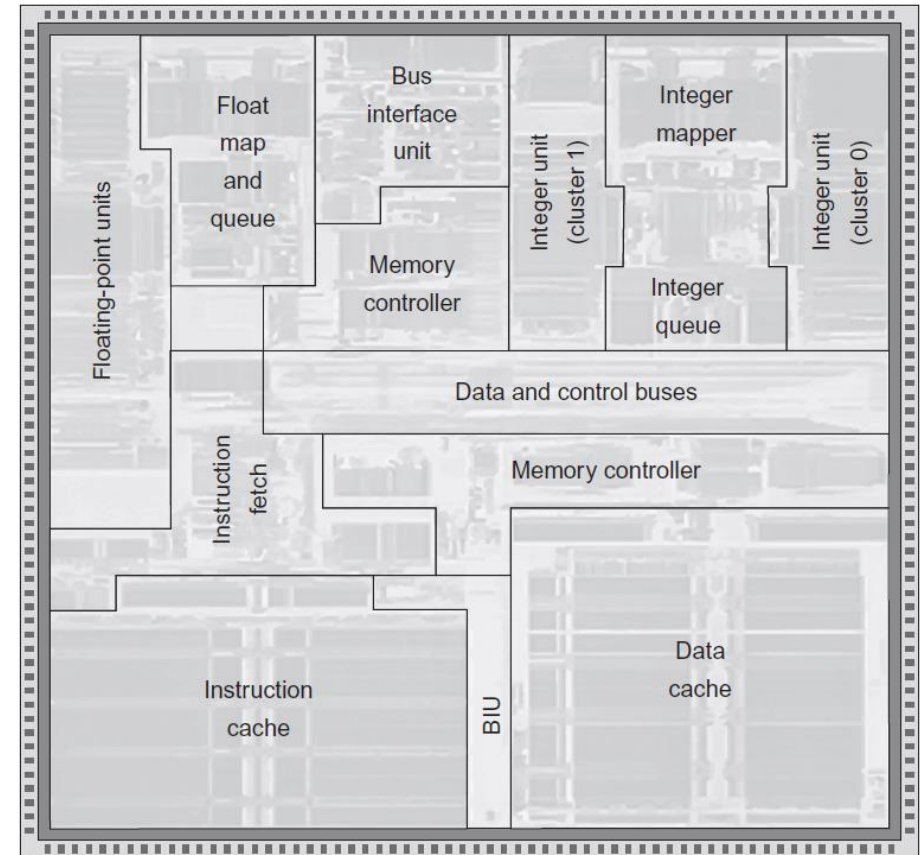 Floating-point units
Float
map
and
queue
Bus
interface
unit
Memory
controller
Integer unit
(cluster 1)
Integer
mapper
Integer
queue
Integer unit
(cluster 0)
Data and control buses
Instruction
fetch
Memory controller
Instruction
cache
BIU
Data
cache